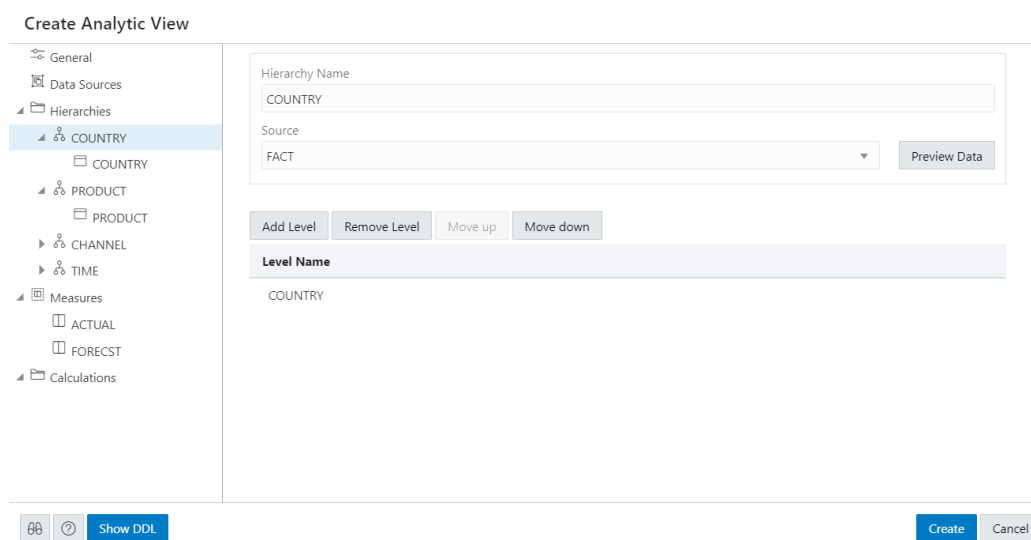 Create Analytic View
General
Data Sources
Hierarchies
COUNTRY
COUNTRY
PRODUCT
PRODUCT
CHANNEL
TIME
Measures
ACTUAL
FORECST
Calculations
Hierarchy Name
COUNTRY
Source
FACT
Preview Data
Add Level Remove Level Move up Move down
Level Name
COUNTRY
Show DDL Create Cancel